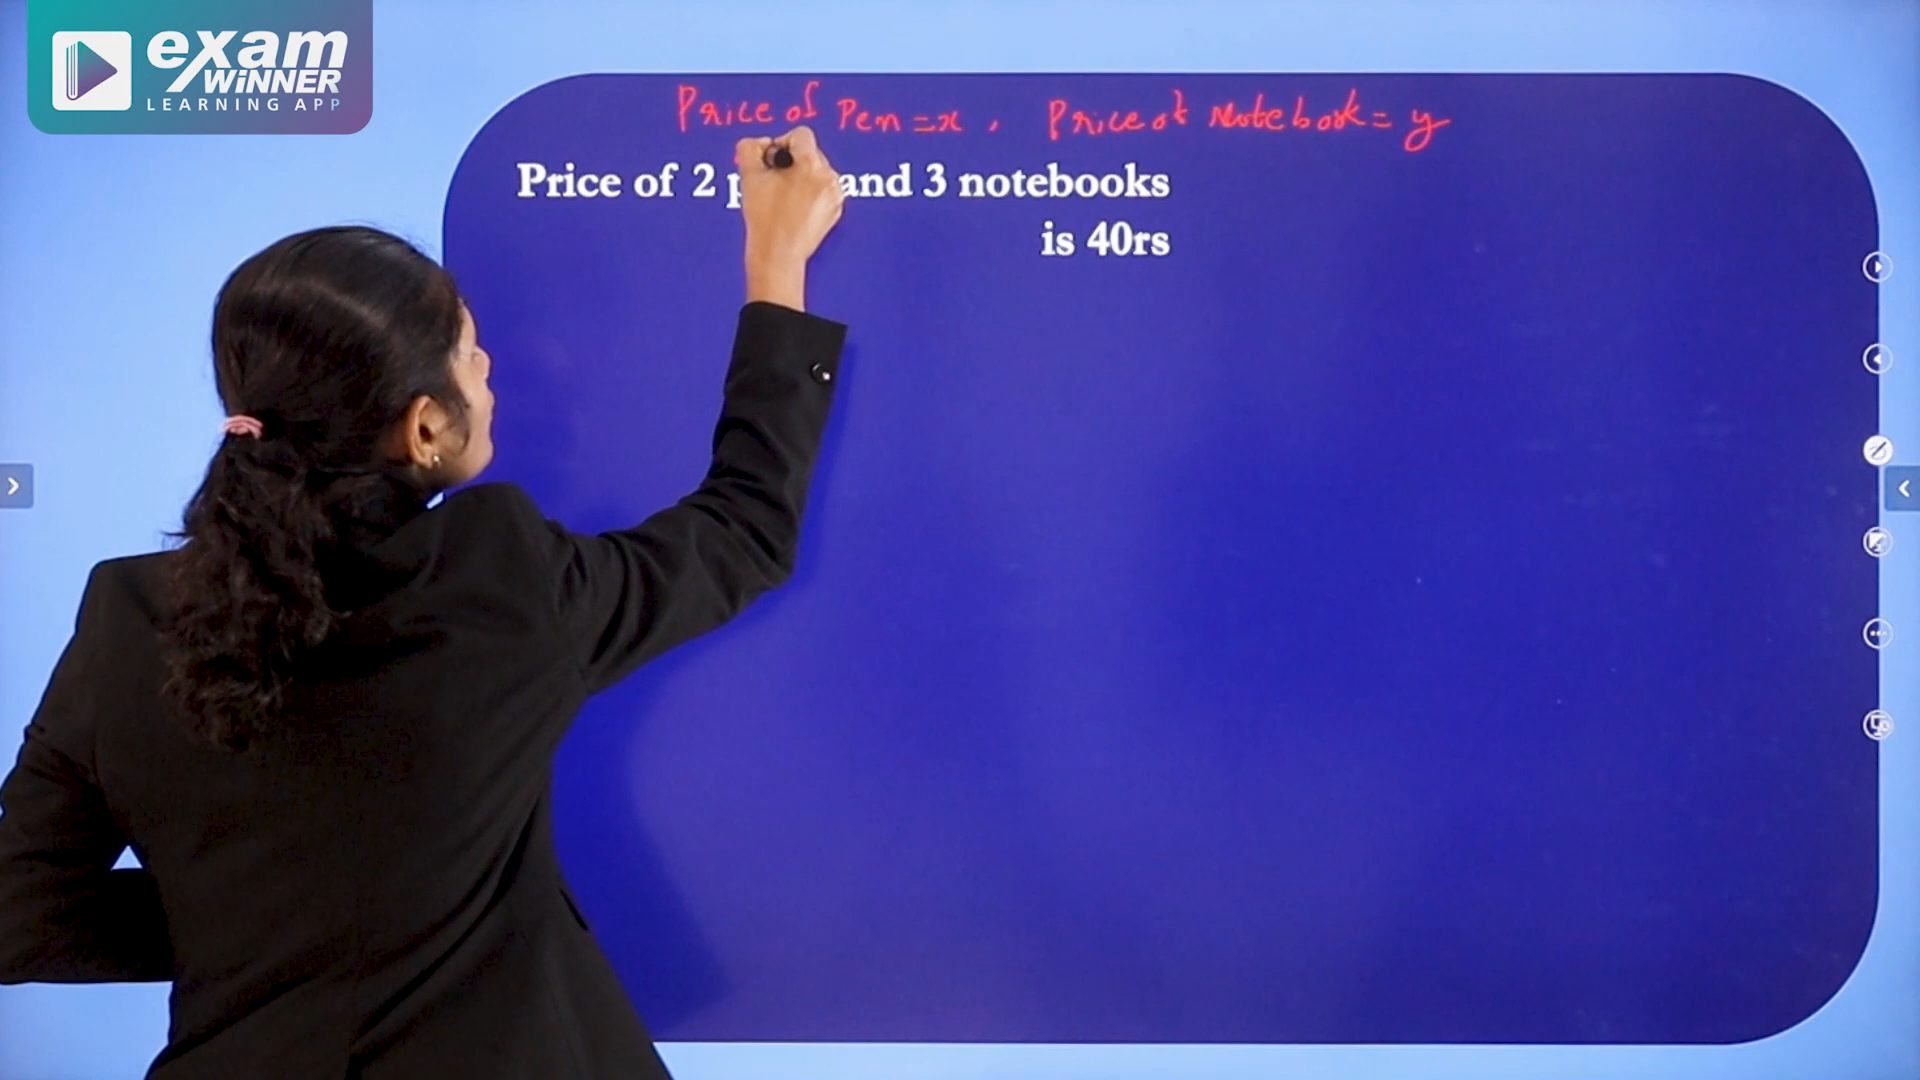 exam
WINNER
LEARNING APP
Price of Pen = x , Price of Notebook = y
Price of 2 and 3 notebooks
is 40rs